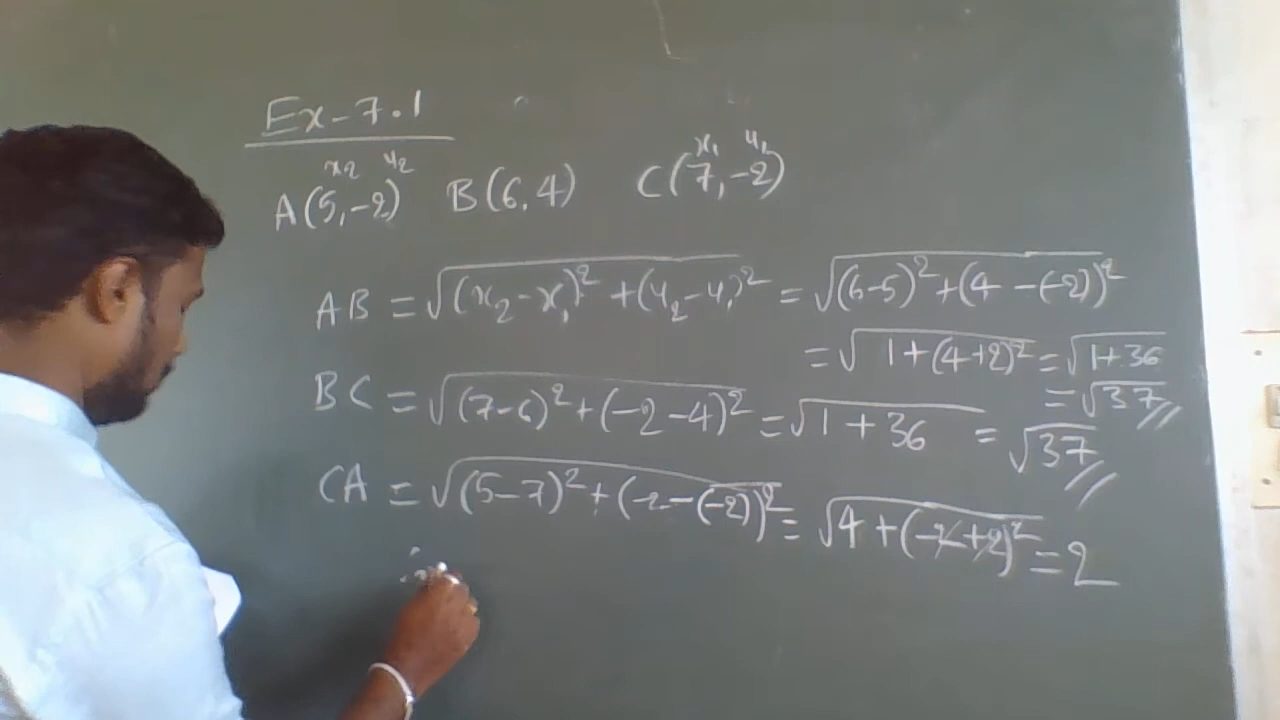 Ex-7.1
x₂ y₂ x₁ y₁
A(5,-2) B(6,4) C(7,-2)
AB = √(x₂-x₁)² + (y₂-y₁)² = √(6-5)² + (4-(-2))²
= √1+(4+2)² = √1+36
= √37
BC = √(7-6)² + (-2-4)² = √1+36 = √37
CA = √(5-7)² + (-2-(-2))² = √4+(-2+2)² = 2
∴